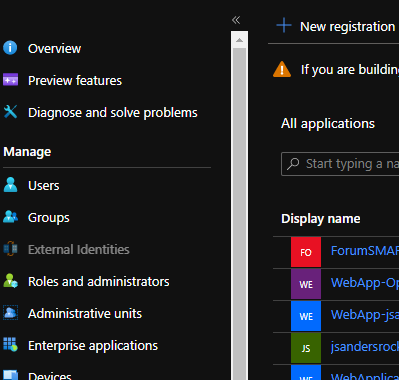 Overview
Preview features
Diagnose and solve problems
Manage
Users
Groups
External Identities
Roles and administrators
Administrative units
Enterprise applications
Devices
New registration
If you are building
All applications
Start typing a na
Display name
FO ForumSMAR
WE WebApp-Op
WE WebApp-jsa
JS jsandersrock
WebApplica